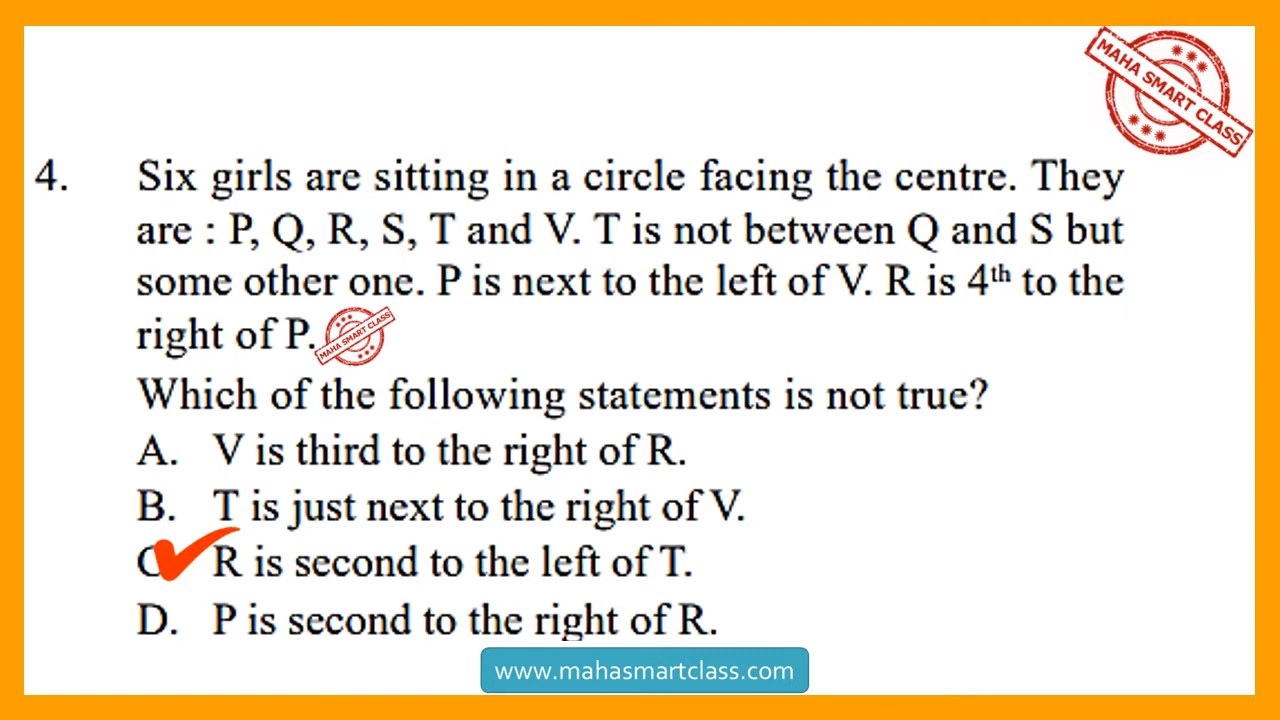 MAHA SMART CLASS
4. Six girls are sitting in a circle facing the centre. They
are : P, Q, R, S, T and V. T is not between Q and S but
some other one. P is next to the left of V. R is 4th to the
right of P.
MAHA SMART CLASS
Which of the following statements is not true?
A. V is third to the right of R.
B. T is just next to the right of V.
C R is second to the left of T.
D. P is second to the right of R.
www.mahasmartclass.com